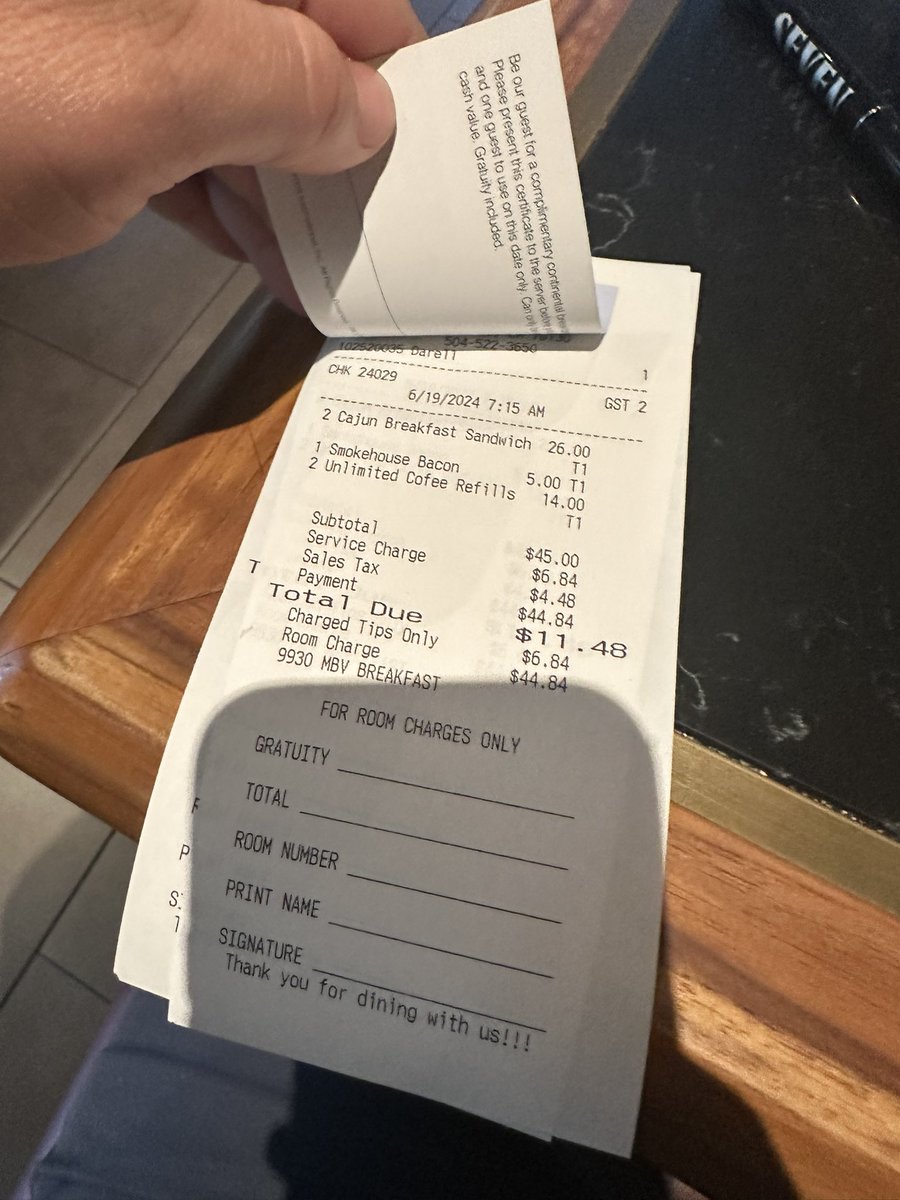 SEVEN
Be our guest for a complimentary continental
Please present this certificate to the server
and one guest to use on this date only. Can only
cash value. Gratuity included.
504-522-3650
102520035 Darell 1
CHK 24029 GST 2
6/19/2024 7:15 AM
2 Cajun Breakfast Sandwich 26.00
T1
1 Smokehouse Bacon 5.00 T1
2 Unlimited Cofee Refills 14.00
T1
Subtotal $45.00
Service Charge $6.84
Sales Tax $4.48
Payment $44.84
Total Due $11.48
Charged Tips Only $6.84
Room Charge $44.84
9930 MBV BREAKFAST
FOR ROOM CHARGES ONLY
GRATUITY
TOTAL
ROOM NUMBER
PRINT NAME
SIGNATURE
Thank you for dining with us!!!